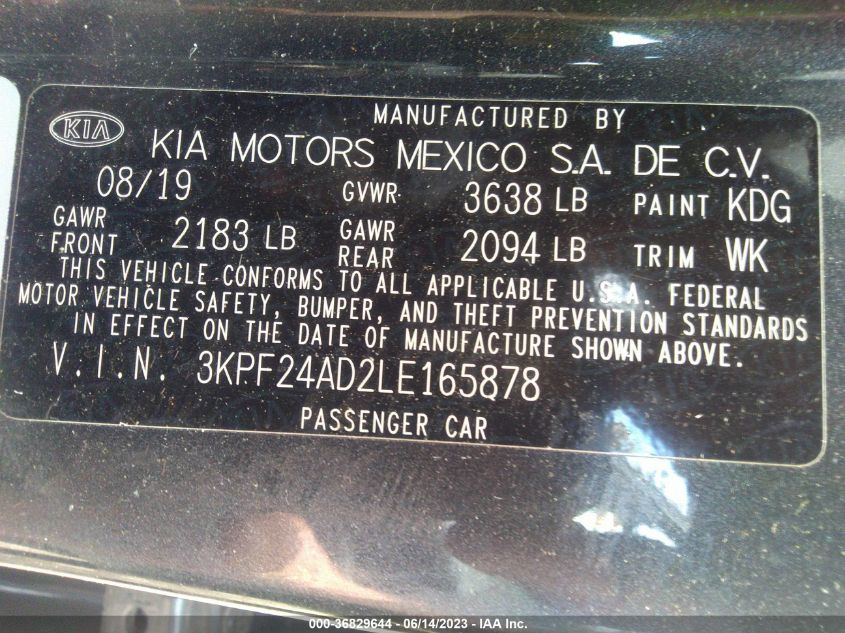 MANUFACTURED BY
KIA KIA MOTORS MEXICO S.A. DE C.V.
08/19 GVWR 3638 LB PAINT KDG
GAWR FRONT 2183 LB GAWR REAR 2094 LB TRIM WK
THIS VEHICLE CONFORMS TO ALL APPLICABLE U.S.A. FEDERAL
MOTOR VEHICLE SAFETY, BUMPER, AND THEFT PREVENTION STANDARDS
IN EFFECT ON THE DATE OF MANUFACTURE SHOWN ABOVE.
V.I.N. 3KPF24AD2LE165878
PASSENGER CAR
000-36829644 - 06/14/2023 - IAA Inc.